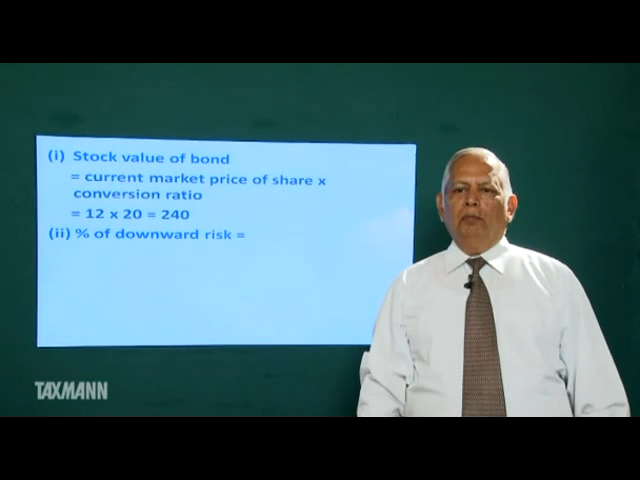 (i) Stock value of bond
= current market price of share x
conversion ratio
= 12 x 20 = 240
(ii) % of downward risk =
TAXMANN